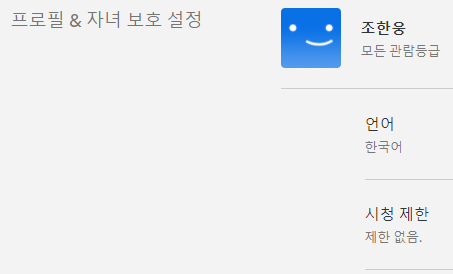 프로필 & 자녀 보호 설정
조한웅
모든 관람등급
언어
한국어
시청 제한
제한 없음.